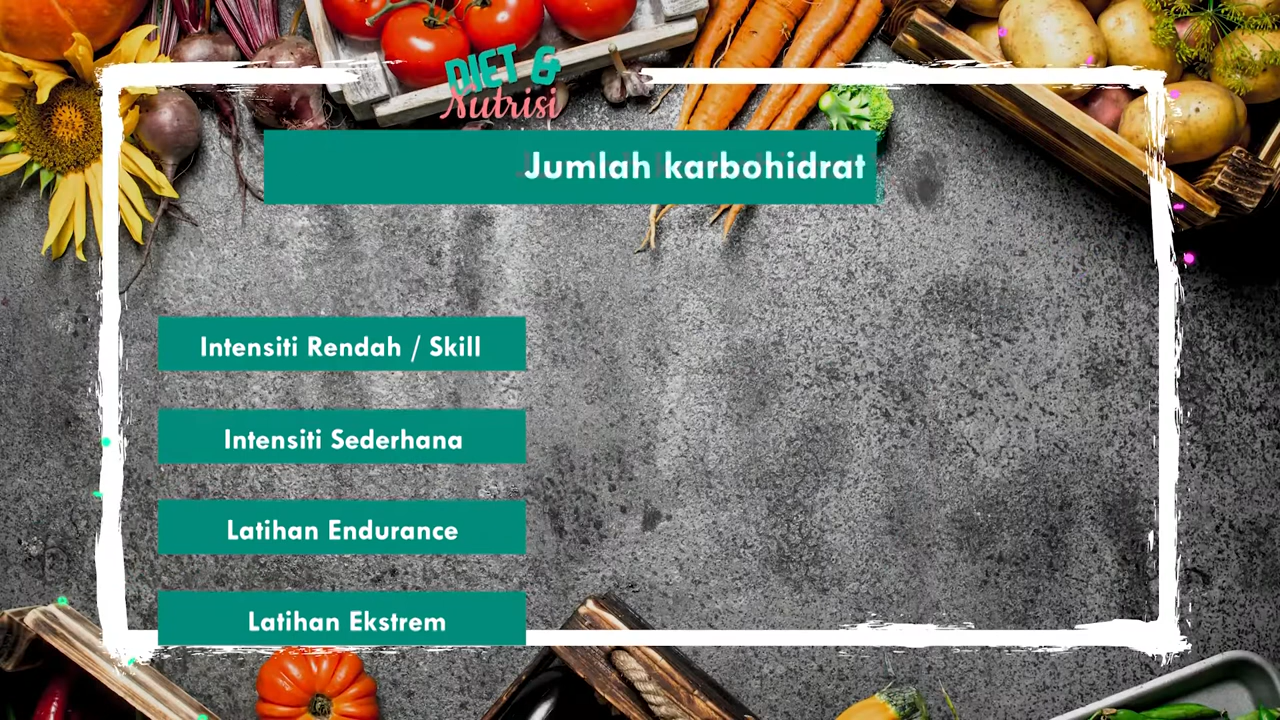 DIET &
Nutrisi
Jumlah karbohidrat
Intensiti Rendah / Skill
Intensiti Sederhana
Latihan Endurance
Latihan Ekstrem